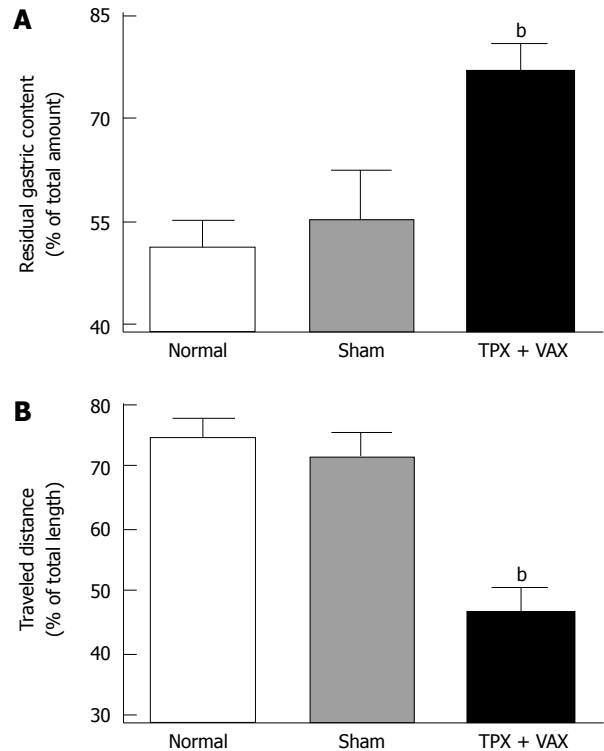 A
Residual gastric content
(% of total amount)
85
70
55
40
b
Normal
Sham
TPX + VAX
B
Traveled distance
(% of total length)
80
70
60
50
40
30
b
Normal
Sham
TPX + VAX